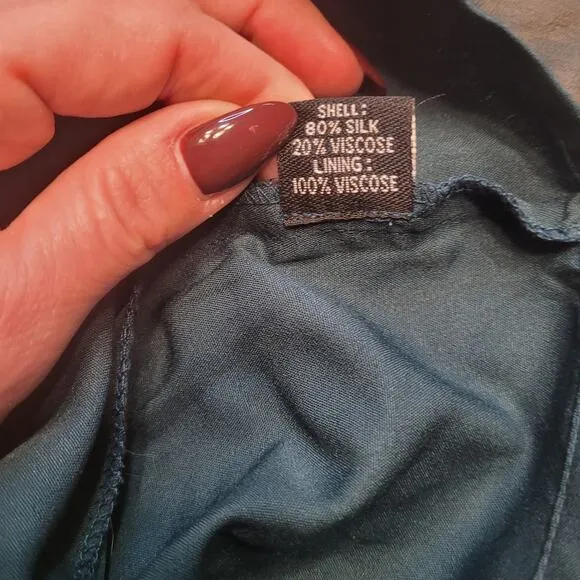 SHELL:
80% SILK
20% VISCOSE
LINING:
100% VISCOSE